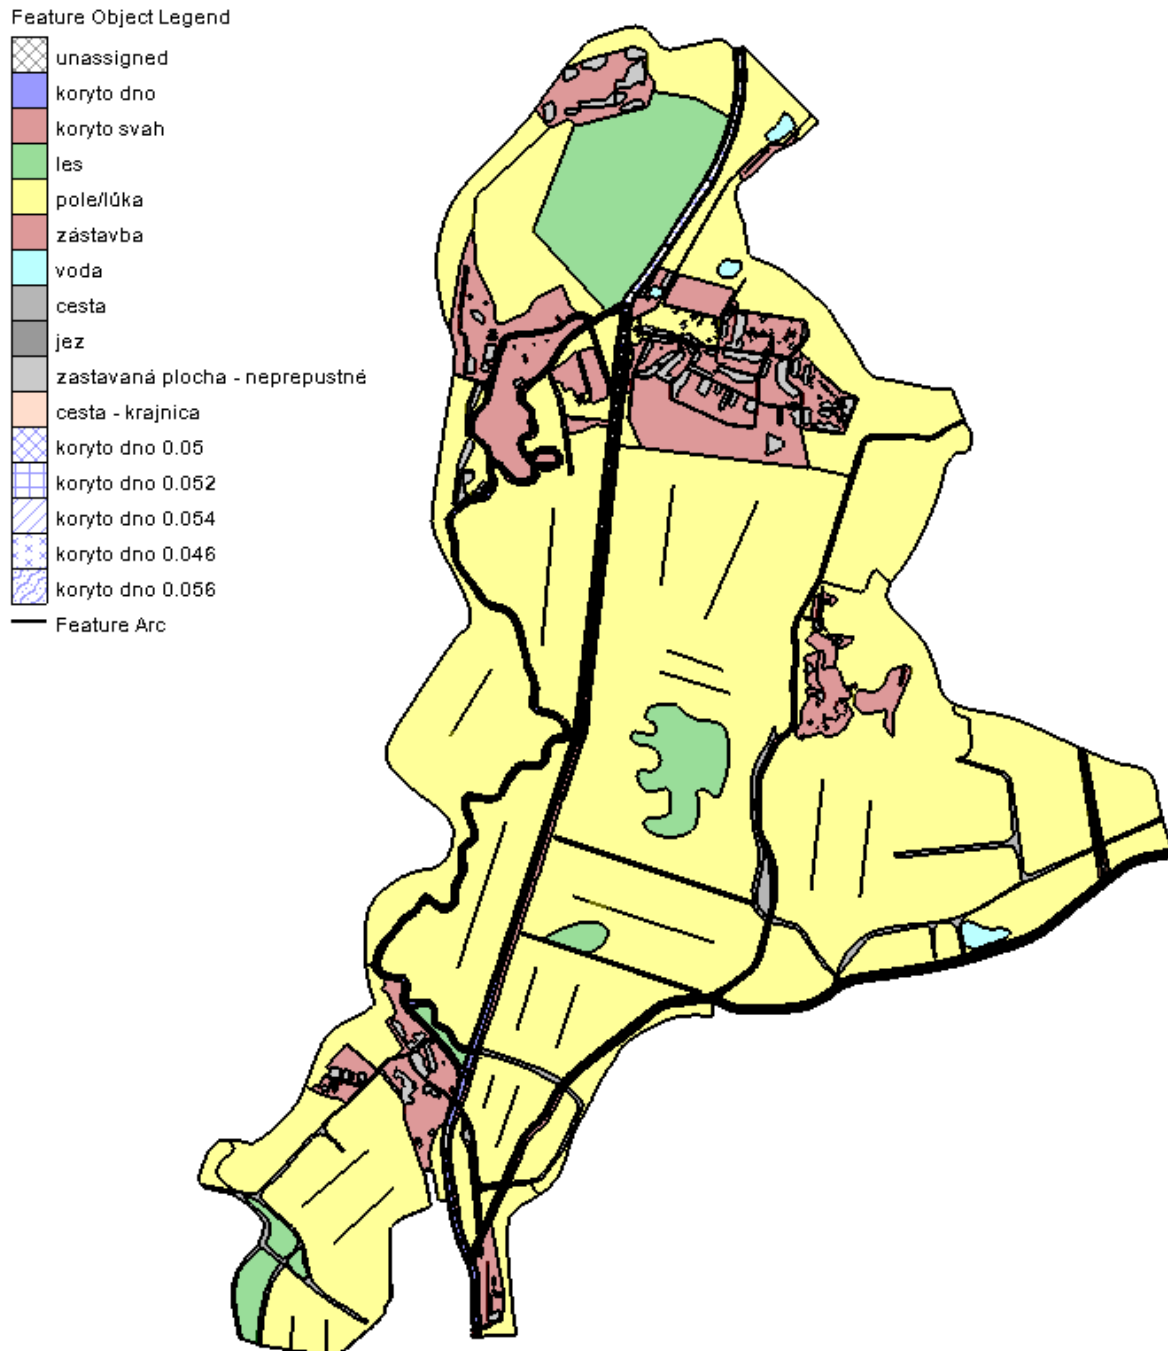 Feature Object Legend
unassigned
koryto dno
koryto svah
les
pole/lúka
zástavba
voda
cesta
jez
zastavaná plocha - neprepustné
cesta - krajnica
koryto dno 0.05
koryto dno 0.052
koryto dno 0.054
koryto dno 0.046
koryto dno 0.056
Feature Arc